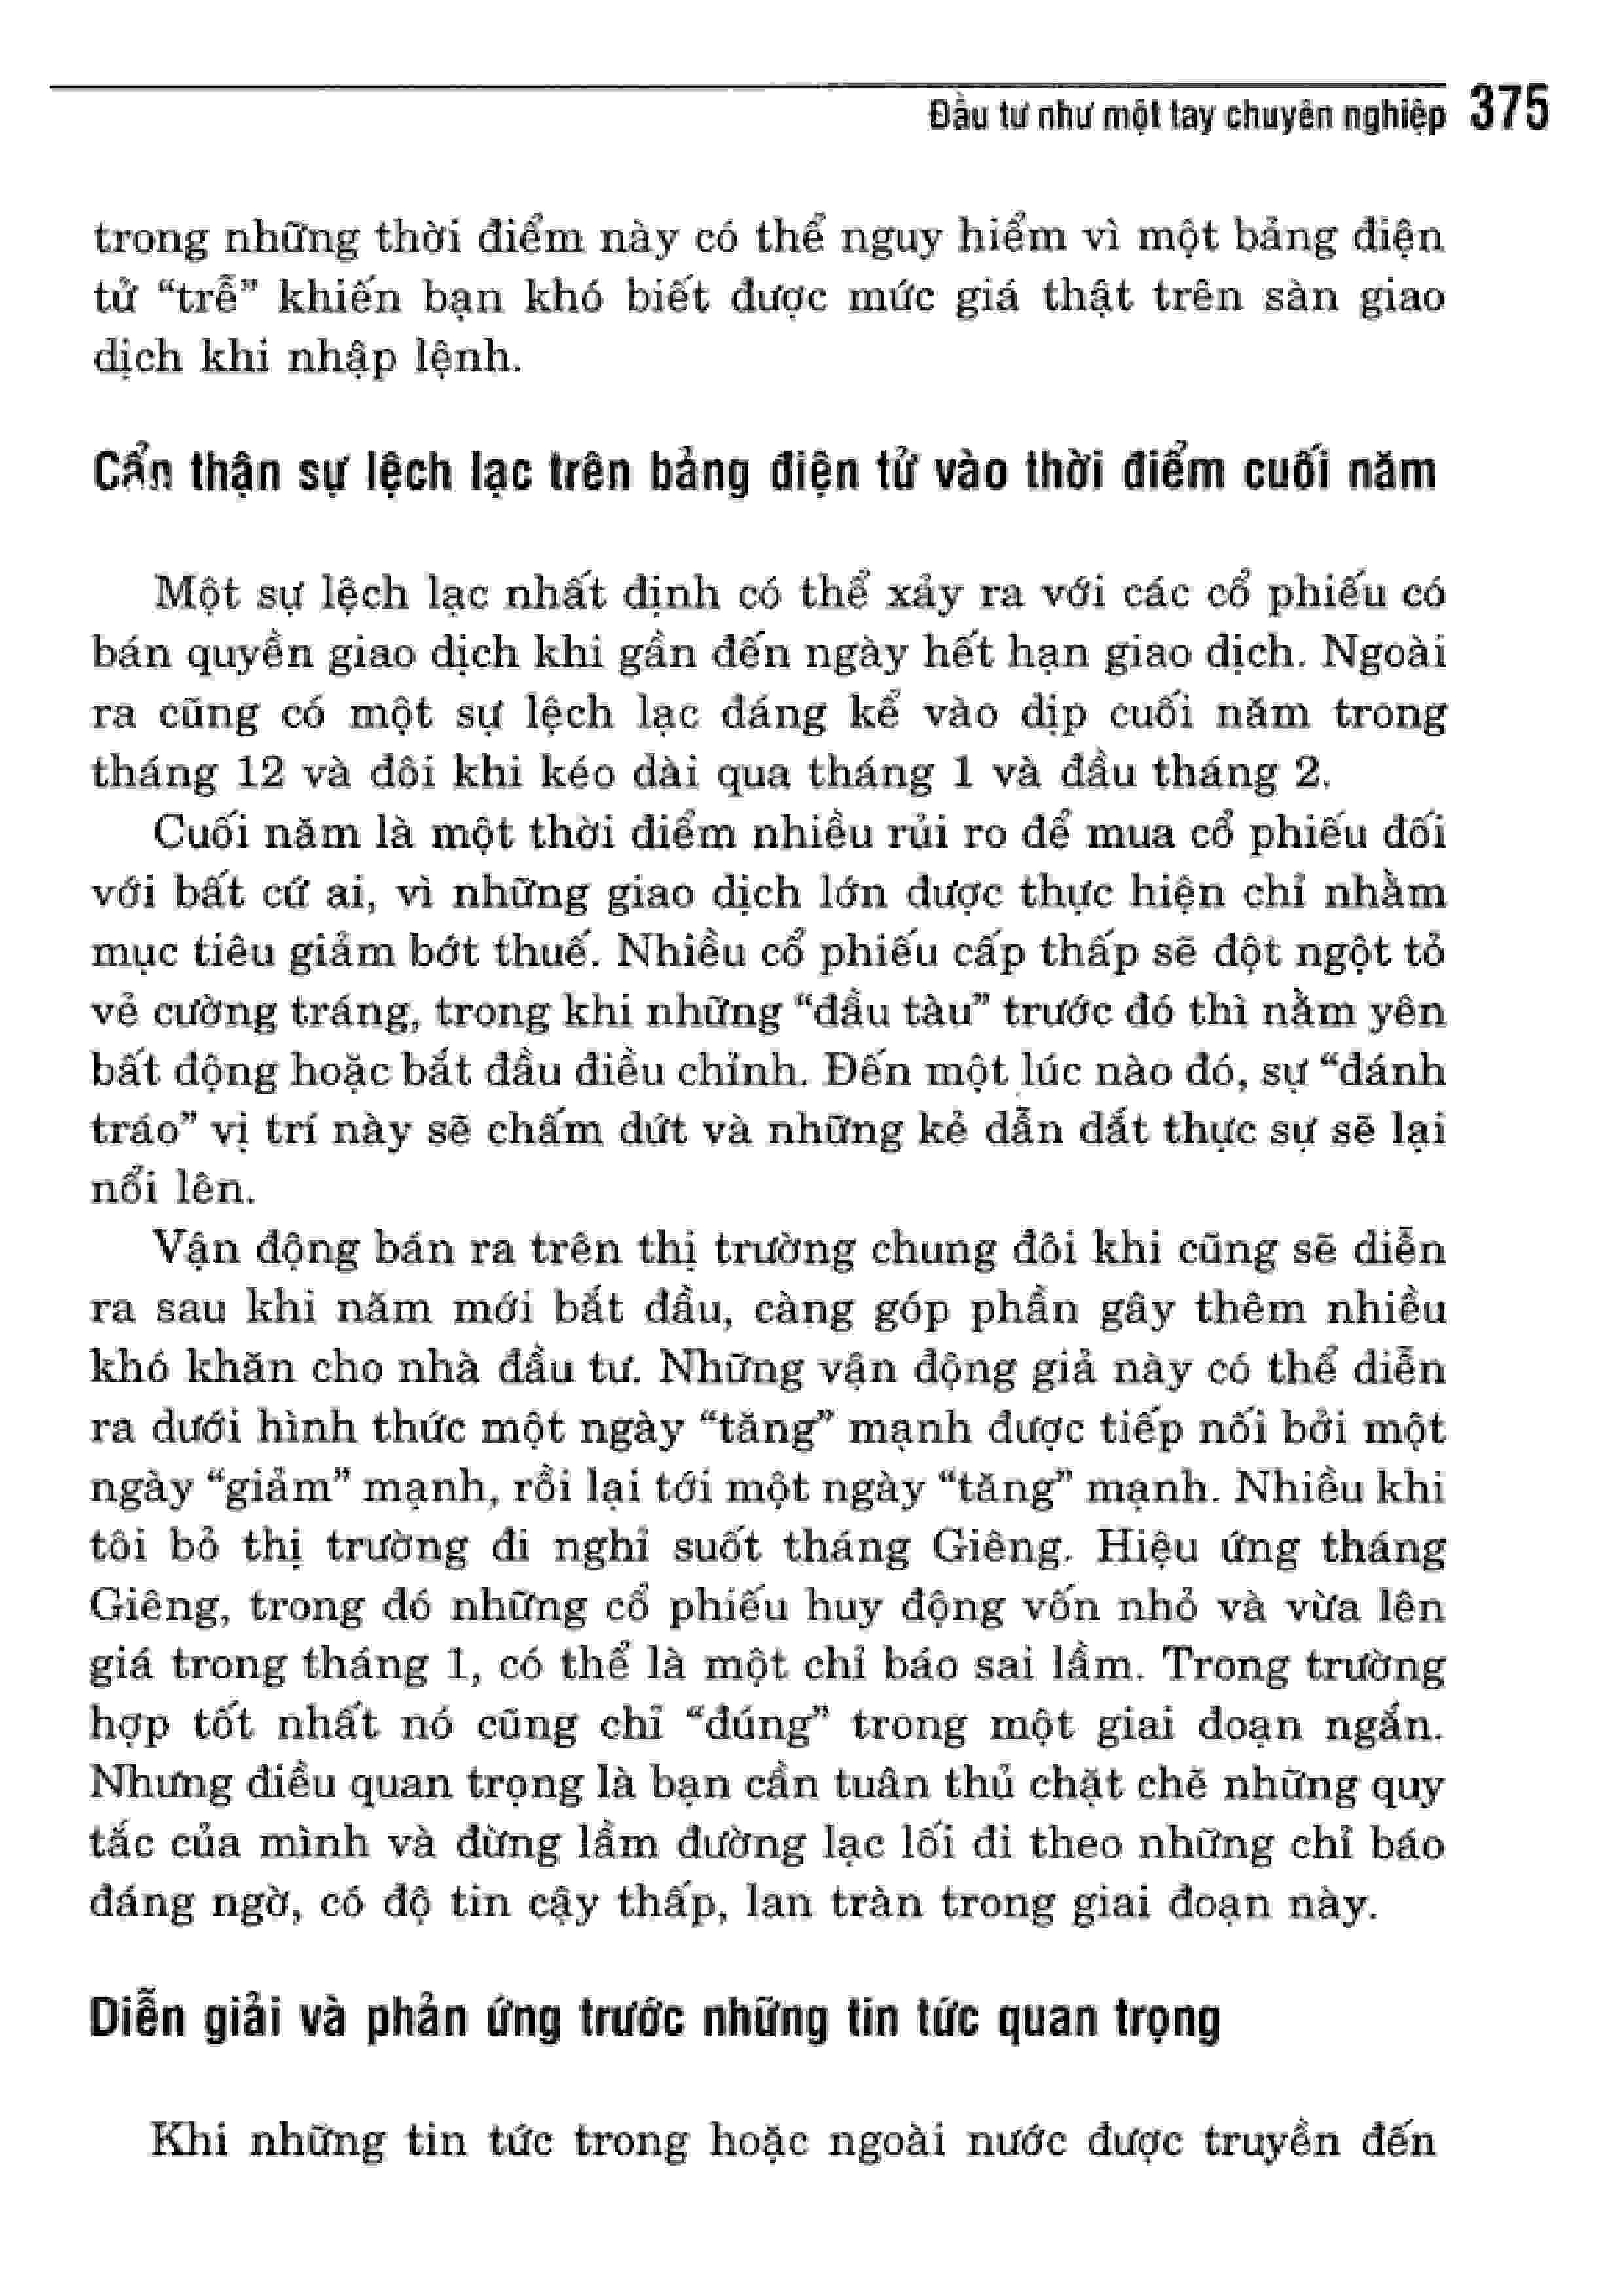 Đầu tư như một tay chuyên nghiệp 375
trong những thời điểm này có thể nguy hiểm vì một bảng điện
tử “trễ” khiến bạn khó biết được mức giá thật trên sàn giao
dịch khi nhập lệnh.
Cẩn thận sự lệch lạc trên bảng điện tử vào thời điểm cuối năm
Một sự lệch lạc nhất định có thể xảy ra với các cổ phiếu có
bán quyền giao dịch khi gần đến ngày hết hạn giao dịch. Ngoài
ra cũng có một sự lệch lạc đáng kể vào dịp cuối năm trong
tháng 12 và đôi khi kéo dài qua tháng 1 và đầu tháng 2.
Cuối năm là một thời điểm nhiều rủi ro để mua cổ phiếu đối
với bất cứ ai, vì những giao dịch lớn được thực hiện chỉ nhằm
mục tiêu giảm bớt thuế. Nhiều cổ phiếu cấp thấp sẽ đột ngột tỏ
vẻ cường tráng, trong khi những “đầu tàu” trước đó thì nằm yên
bất động hoặc bắt đầu điều chỉnh. Đến một lúc nào đó, sự “đánh
tráo” vị trí này sẽ chấm dứt và những kẻ dẫn dắt thực sự sẽ lại
nổi lên.
Vận động bán ra trên thị trường chung đôi khi cũng sẽ diễn
ra sau khi năm mới bắt đầu, càng góp phần gây thêm nhiều
khó khăn cho nhà đầu tư. Những vận động giả này có thể diễn
ra dưới hình thức một ngày “tăng” mạnh được tiếp nối bởi một
ngày “giảm” mạnh, rồi lại tới một ngày “tăng” mạnh. Nhiều khi
tôi bỏ thị trường đi nghỉ suốt tháng Giêng. Hiệu ứng tháng
Giêng, trong đó những cổ phiếu huy động vốn nhỏ và vừa lên
giá trong tháng 1, có thể là một chỉ báo sai lầm. Trong trường
hợp tốt nhất nó cũng chỉ “đúng” trong một giai đoạn ngắn.
Nhưng điều quan trọng là bạn cần tuân thủ chặt chẽ những quy
tắc của mình và đừng lầm đường lạc lối đi theo những chỉ báo
đáng ngờ, có độ tin cậy thấp, lan tràn trong giai đoạn này.
Diễn giải và phản ứng trước những tin tức quan trọng
Khi những tin tức trong hoặc ngoài nước được truyền đến